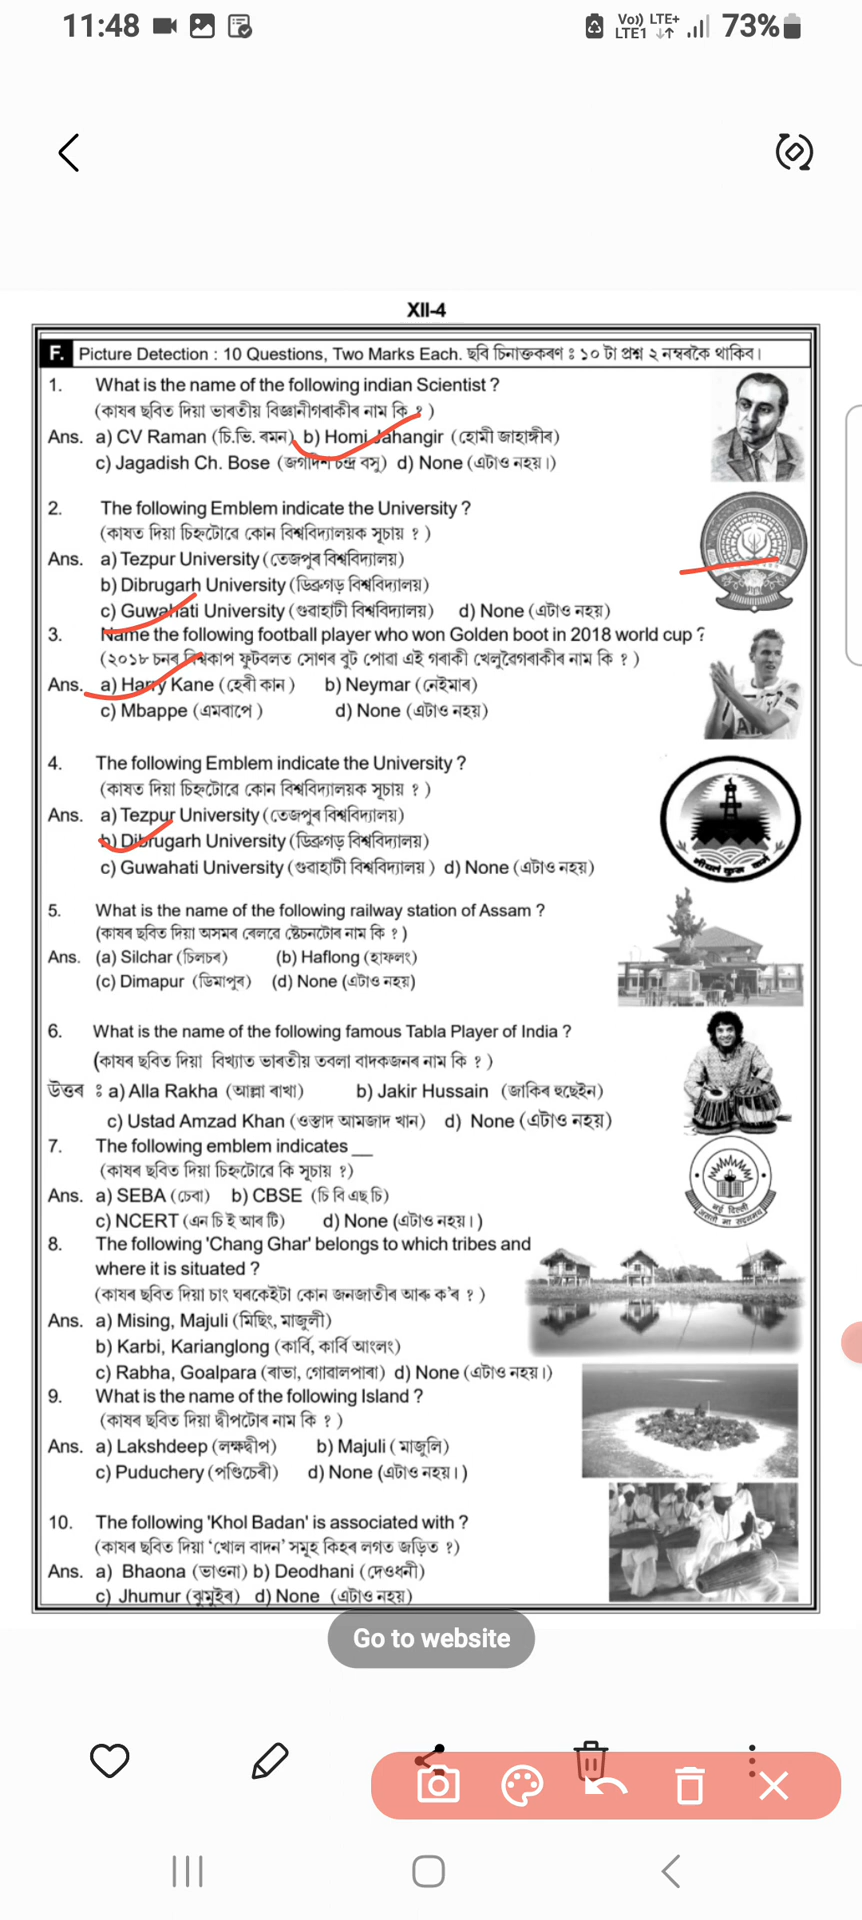 11:48
Vo)) LTE+
LTE1 ↓↑
73%
XII-4
F. Picture Detection : 10 Questions, Two Marks Each. ছবি চিনাক্তকৰণ ঃ ১০ টা প্ৰশ্ন ২ নম্বৰকৈ থাকিব।
1. What is the name of the following indian Scientist ?
(কাষৰ ছবিত দিয়া ভাৰতীয় বিজ্ঞানীগৰাকীৰ নাম কি ? )
Ans. a) CV Raman (চি.ভি. ৰমন) b) Homi Jahangir (হোমী জাহাঙ্গীৰ)
c) Jagadish Ch. Bose (জগদিশ চন্দ্ৰ বসু) d) None (এটাও নহয়।)
2. The following Emblem indicate the University ?
(কাষত দিয়া চিহ্নটোৱে কোন বিশ্ববিদ্যালয়ক সূচায় ? )
Ans. a) Tezpur University (তেজপুৰ বিশ্ববিদ্যালয়)
b) Dibrugarh University (ডিব্ৰুগড় বিশ্ববিদ্যালয়)
c) Guwahati University (গুৱাহাটী বিশ্ববিদ্যালয়) d) None (এটাও নহয়)
3. Name the following football player who won Golden boot in 2018 world cup ?
(২০১৮ চনৰ বিশ্বকাপ ফুটবলত সোণৰ বুট পোৱা এই গৰাকী খেলুৱৈগৰাকীৰ নাম কি ? )
Ans. a) Harry Kane (হেৰী কান ) b) Neymar (নেইমাৰ)
c) Mbappe (এমবাপে ) d) None (এটাও নহয়)
4. The following Emblem indicate the University ?
(কাষত দিয়া চিহ্নটোৱে কোন বিশ্ববিদ্যালয়ক সূচায় ? )
Ans. a) Tezpur University (তেজপুৰ বিশ্ববিদ্যালয়)
b) Dibrugarh University (ডিব্ৰুগড় বিশ্ববিদ্যালয়)
c) Guwahati University (গুৱাহাটী বিশ্ববিদ্যালয় ) d) None (এটাও নহয়)
5. What is the name of the following railway station of Assam ?
(কাষৰ ছবিত দিয়া অসমৰ ৰেলৱে ষ্টেচনটোৰ নাম কি ? )
Ans. (a) Silchar (চিলচৰ) (b) Haflong (হাফলং)
(c) Dimapur (ডিমাপুৰ) (d) None (এটাও নহয়)
6. What is the name of the following famous Tabla Player of India ?
(কাষৰ ছবিত দিয়া বিখ্যাত ভাৰতীয় তবলা বাদকজনৰ নাম কি ? )
উত্তৰ ঃ a) Alla Rakha (আল্লা ৰাখা) b) Jakir Hussain (জাকিৰ হুছেইন)
c) Ustad Amzad Khan (ওস্তাদ আমজাদ খান) d) None (এটাও নহয়)
7. The following emblem indicates __
(কাষৰ ছবিত দিয়া চিহ্নটোৱে কি সূচায় ?)
Ans. a) SEBA (চেবা) b) CBSE (চি বি এছ চি)
c) NCERT (এন চি ই আৰ টি) d) None (এটাও নহয়। )
8. The following 'Chang Ghar' belongs to which tribes and
where it is situated ?
(কাষৰ ছবিত দিয়া চাং ঘৰকেইটা কোন জনজাতীৰ আৰু ক'ৰ ? )
Ans. a) Mising, Majuli (মিছিং, মাজুলী)
b) Karbi, Karianglong (কাৰ্বি, কাৰ্বি আংলং)
c) Rabha, Goalpara (ৰাভা, গোৱালপাৰা) d) None (এটাও নহয়।)
9. What is the name of the following Island ?
(কাষৰ ছবিত দিয়া দ্বীপটোৰ নাম কি ? )
Ans. a) Lakshdeep (লক্ষদ্বীপ) b) Majuli ( মাজুলি)
c) Puduchery (পণ্ডিচেৰী) d) None (এটাও নহয়। )
10. The following 'Khol Badan' is associated with ?
(কাষৰ ছবিত দিয়া ‘খোল বাদন’ সমূহ কিহৰ লগত জড়িত ?)
Ans. a) Bhaona (ভাওনা) b) Deodhani (দেওধনী)
c) Jhumur (ঝুমুইৰ) d) None (এটাও নহয়)
Go to website